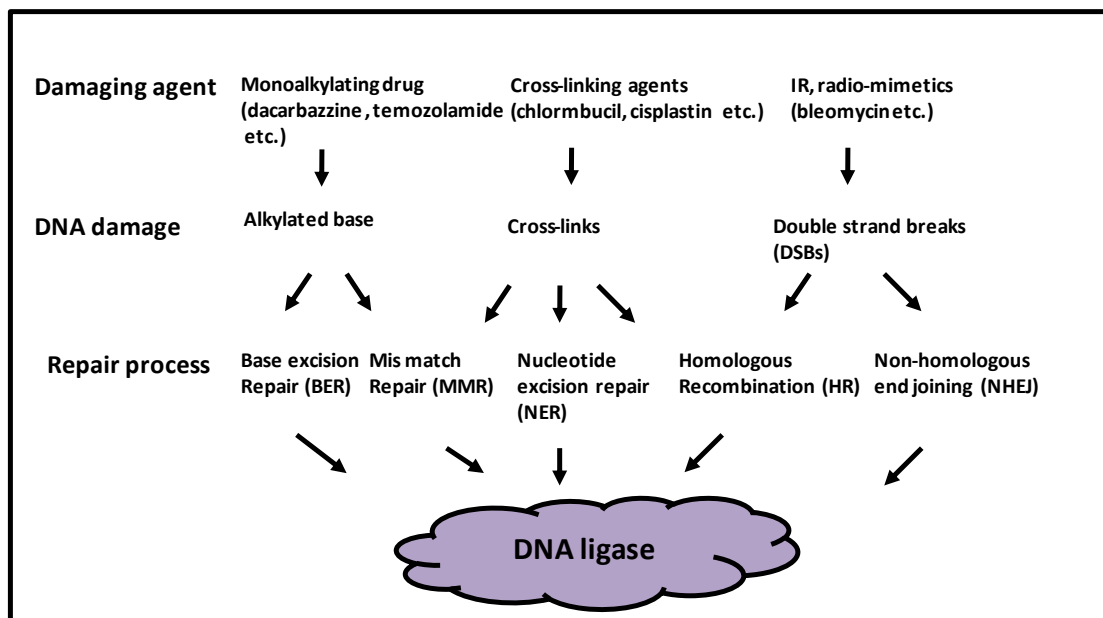 Damaging agent
Monoalkylating drug
(dacarbazzine, temozolamide
etc.)
Cross-linking agents
(chlormbucil, cisplastin etc.)
IR, radio-mimetics
(bleomycin etc.)
DNA damage
Alkylated base
Cross-links
Double strand breaks
(DSBs)
Repair process
Base excision
Repair (BER)
Mis match
Repair (MMR)
Nucleotide
excision repair
(NER)
Homologous
Recombination (HR)
Non-homologous
end joining (NHEJ)
DNA ligase